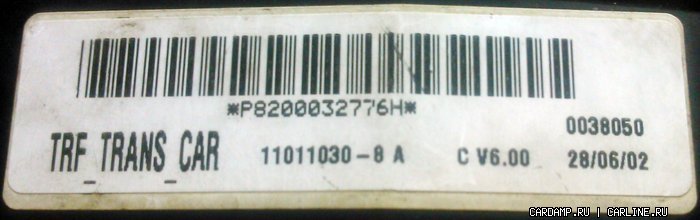 *P8200032776H*
0038050
TRF_TRANS_CAR 11011030-8 A C V6.00 28/06/02
CARDAMP.RU | CARLINE.RU